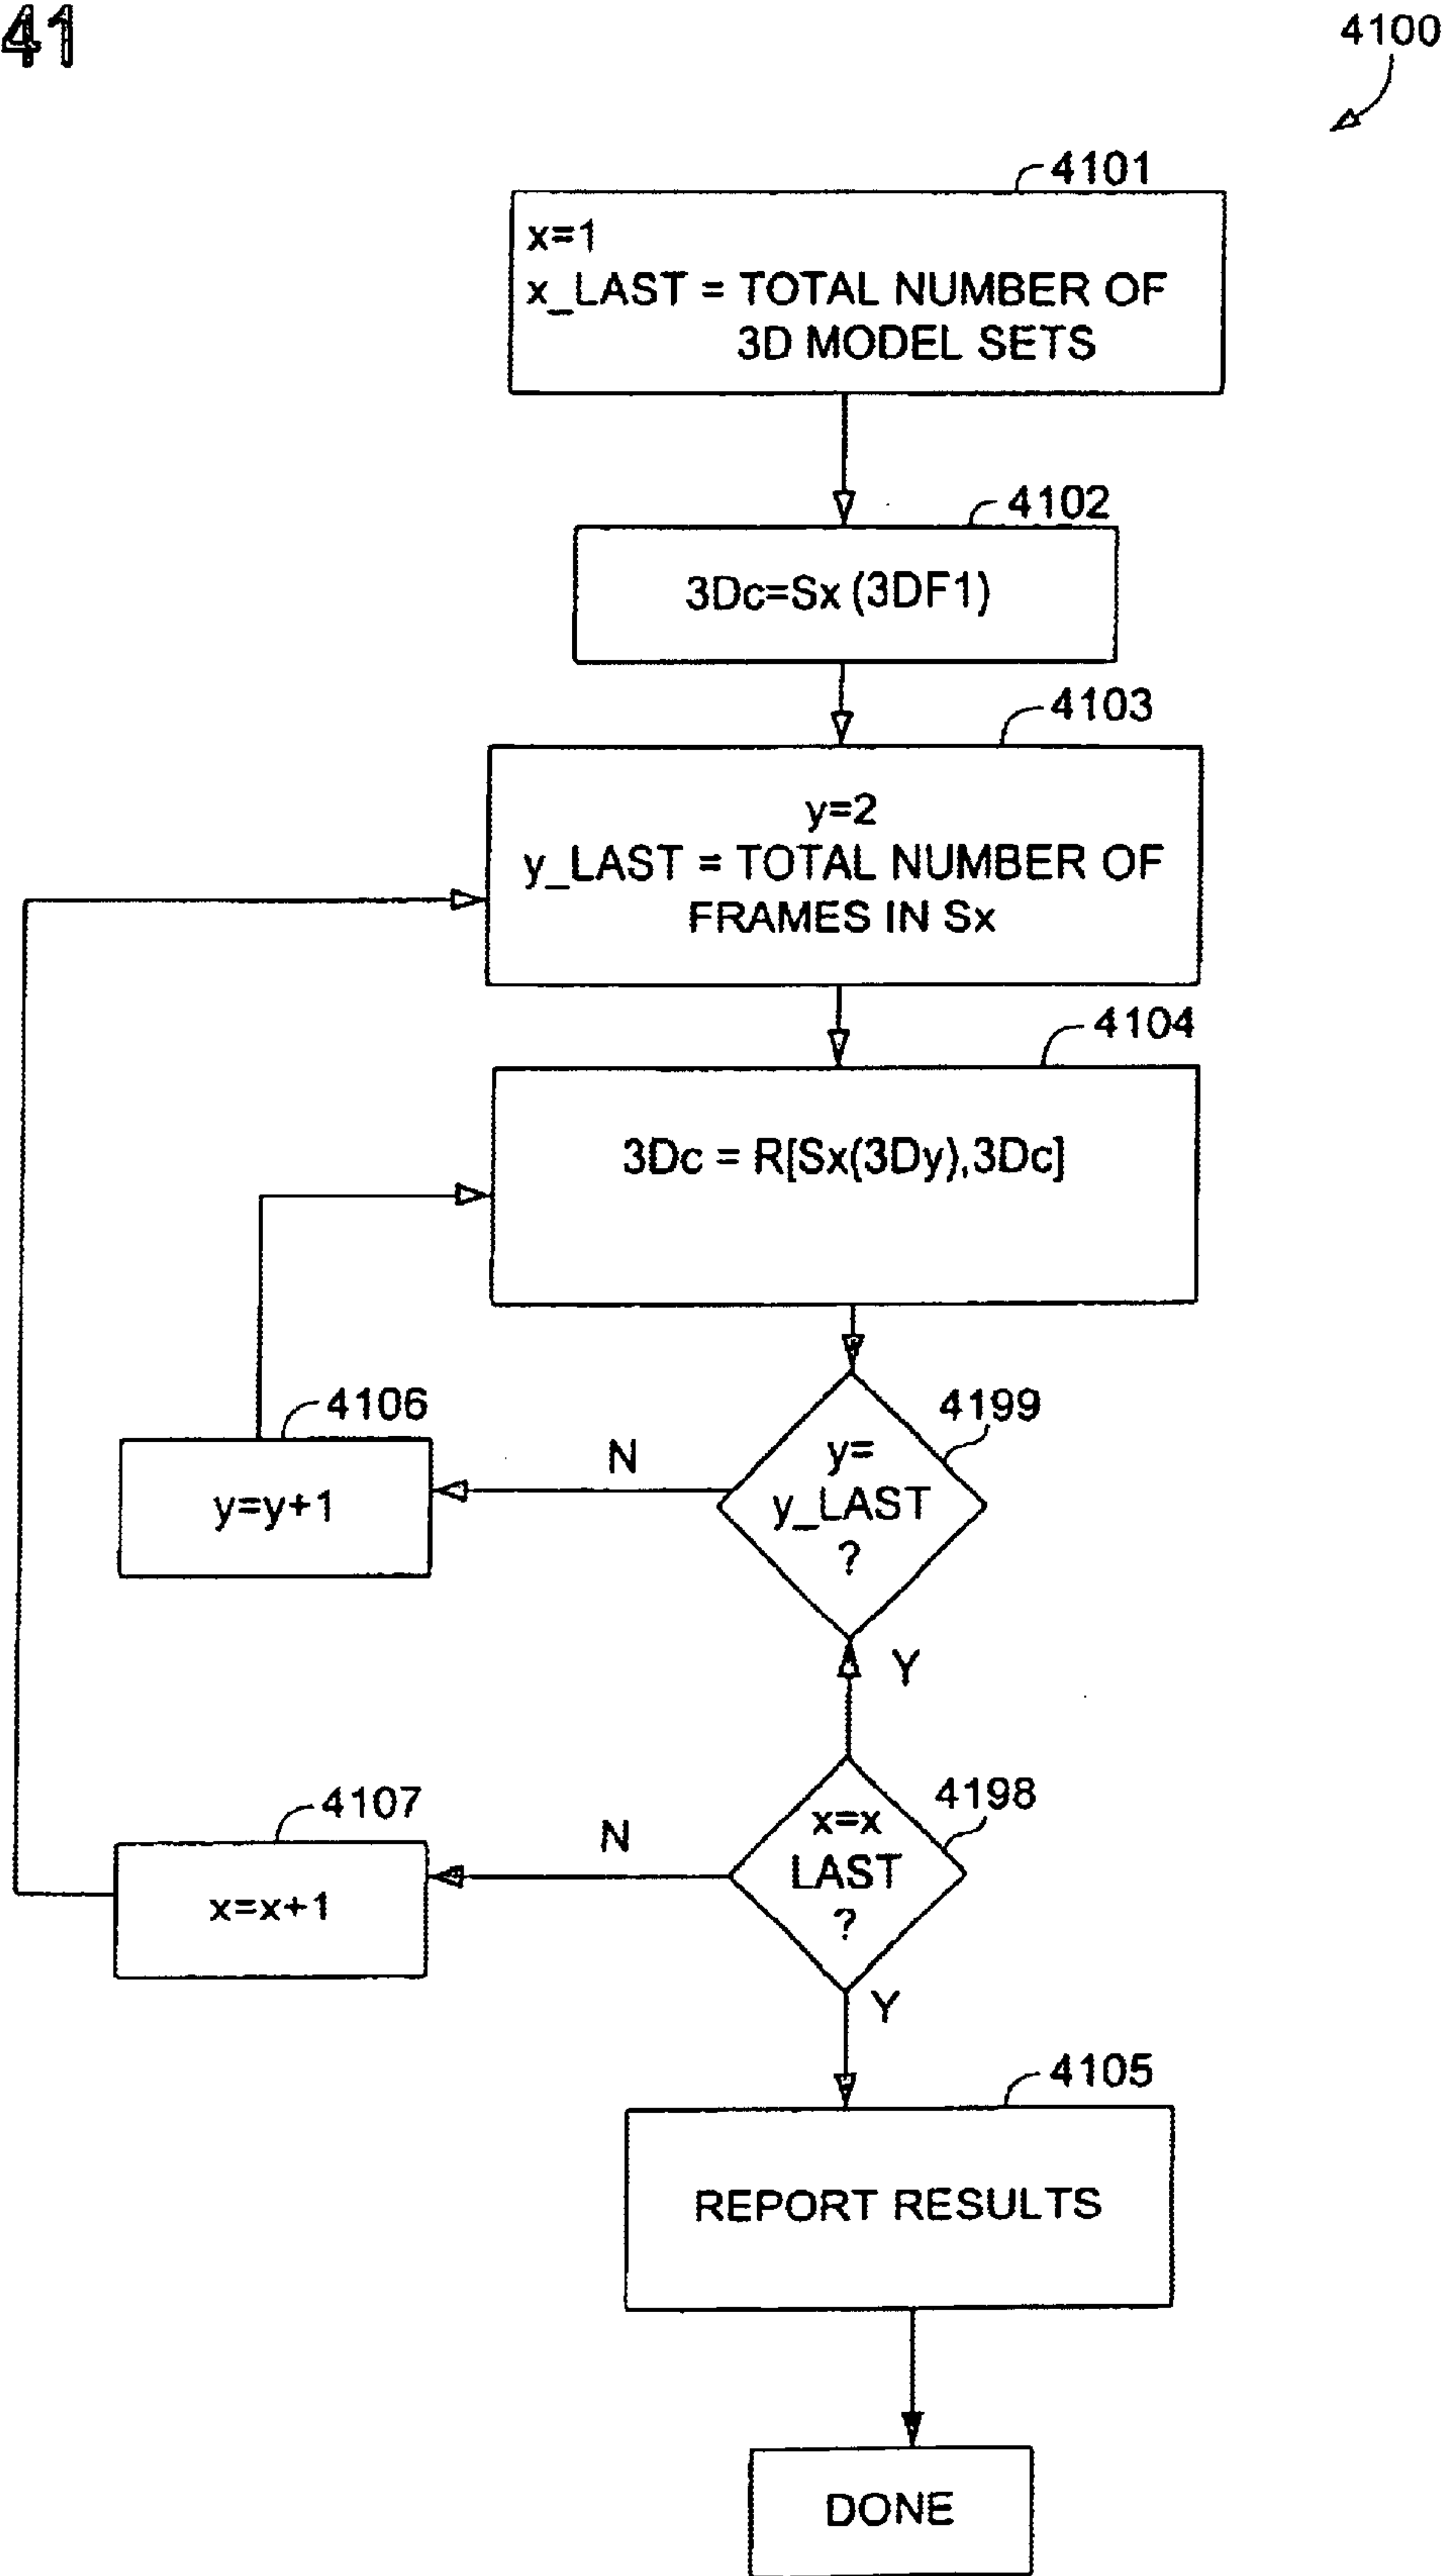 41
4100
4101
x=1
x_LAST = TOTAL NUMBER OF
3D MODEL SETS
4102
3Dc=Sx (3DF1)
4103
y=2
y_LAST = TOTAL NUMBER OF
FRAMES IN Sx
4104
3Dc = R[Sx(3Dy),3Dc]
4106
y=y+1
N
4199
y=
y_LAST
?
Y
4107
x=x+1
N
4198
x=x
LAST
?
Y
4105
REPORT RESULTS
DONE